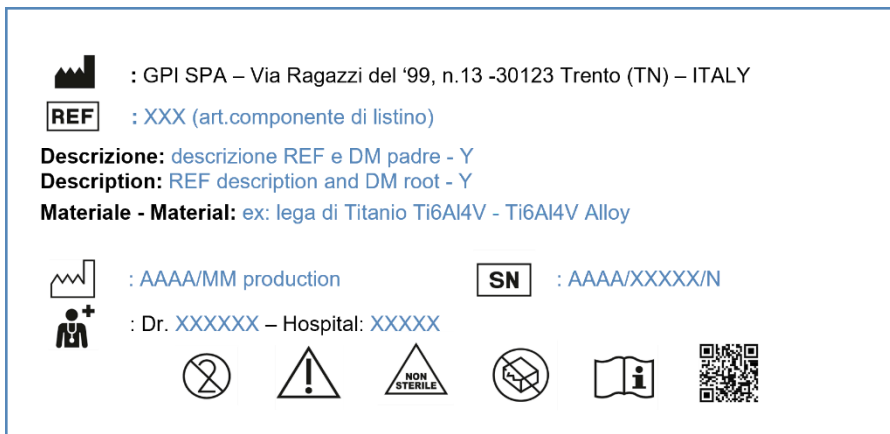 : GPI SPA – Via Ragazzi del ‘99, n.13 -30123 Trento (TN) – ITALY
REF : XXX (art.componente di listino)
Descrizione: descrizione REF e DM padre - Y
Description: REF description and DM root - Y
Materiale - Material: ex: lega di Titanio Ti6Al4V - Ti6Al4V Alloy
: AAAA/MM production SN : AAAA/XXXXX/N
: Dr. XXXXXX – Hospital: XXXXX
2 NON STERILE i